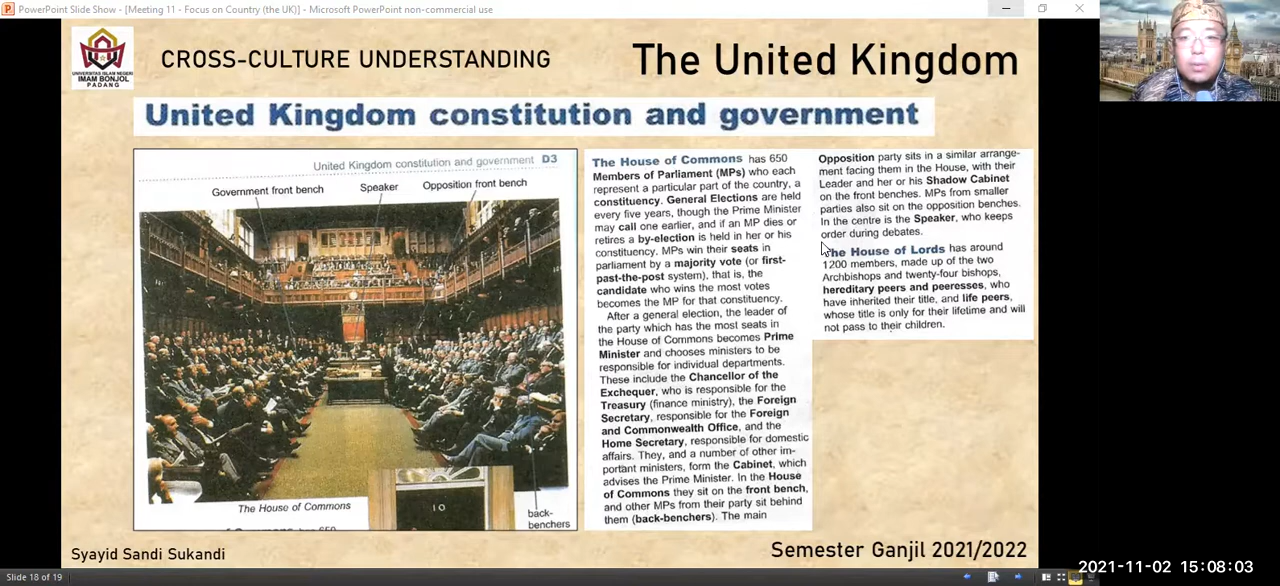 PowerPoint Slide Show - [Meeting 11 - Focus on Country (the UK)] - Microsoft PowerPoint non-commercial use
UNIVERSITAS ISLAM NEGERI
IMAM BONJOL
PADANG
CROSS-CULTURE UNDERSTANDING
The United Kingdom
United Kingdom constitution and government
United Kingdom constitution and government D3
Government front bench
Speaker
Opposition front bench
The House of Commons
10
back-
benchers
The House of Commons has 650
Members of Parliament (MPs) who each
represent a particular part of the country, a
constituency. General Elections are held
every five years, though the Prime Minister
may call one earlier, and if an MP dies or
retires a by-election is held in her or his
constituency. MPs win their seats in
parliament by a majority vote (or first-
past-the-post system), that is, the
candidate who wins the most votes
becomes the MP for that constituency.
After a general election, the leader of
the party which has the most seats in
the House of Commons becomes Prime
Minister and chooses ministers to be
responsible for individual departments.
These include the Chancellor of the
Exchequer, who is responsible for the
Treasury (finance ministry), the Foreign
Secretary, responsible for the Foreign
and Commonwealth Office, and the
Home Secretary, responsible for domestic
affairs. They, and a number of other im-
portant ministers, form the Cabinet, which
advises the Prime Minister. In the House
of Commons they sit on the front bench,
and other MPs from their party sit behind
them (back-benchers). The main
Opposition party sits in a similar arrange-
ment facing them in the House, with their
Leader and her or his Shadow Cabinet
on the front benches. MPs from smaller
parties also sit on the opposition benches.
In the centre is the Speaker, who keeps
order during debates.
The House of Lords has around
1200 members, made up of the two
Archbishops and twenty-four bishops,
hereditary peers and peeresses, who
have inherited their title, and life peers,
whose title is only for their lifetime and will
not pass to their children.
Syayid Sandi Sukandi
Semester Ganjil 2021/2022
Slide 18 of 19
2021-11-02 15:08:03